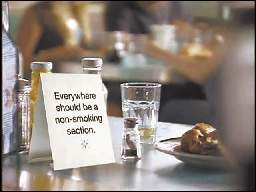 Everywhere
should be a
non-smoking
section.